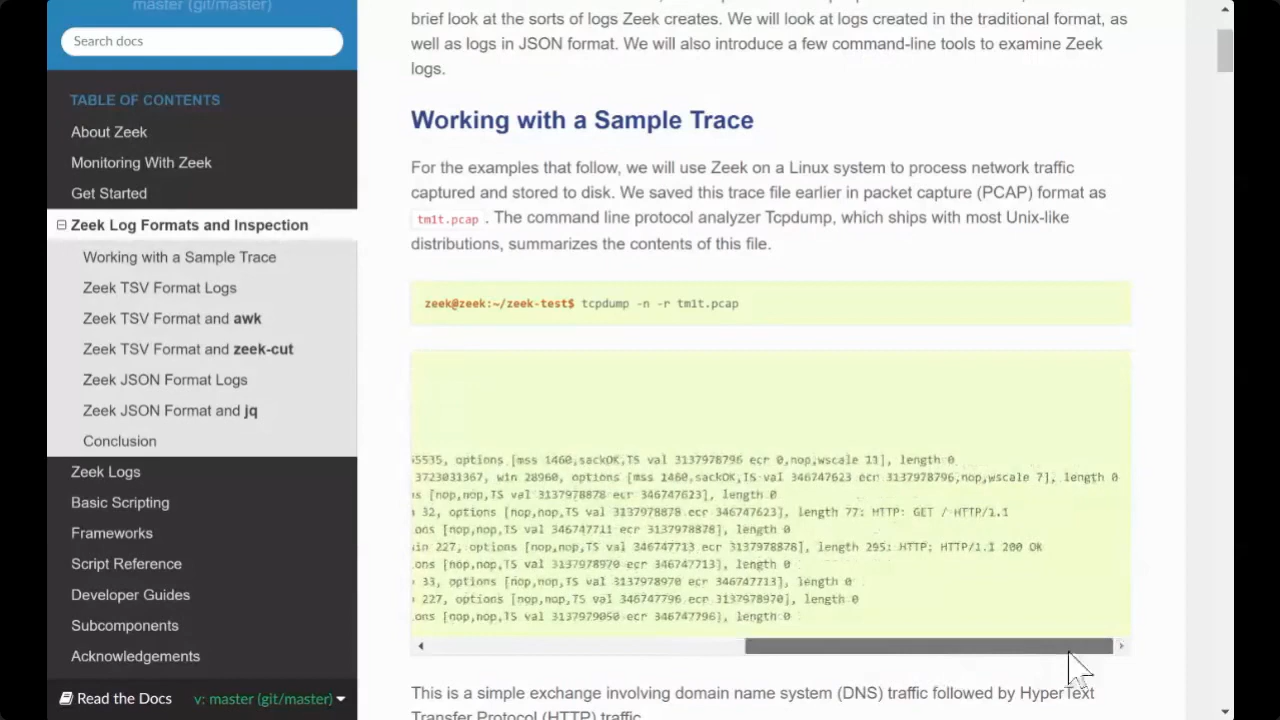 master (git/master)
Search docs
TABLE OF CONTENTS
About Zeek
Monitoring With Zeek
Get Started
Zeek Log Formats and Inspection
Working with a Sample Trace
Zeek TSV Format Logs
Zeek TSV Format and awk
Zeek TSV Format and zeek-cut
Zeek JSON Format Logs
Zeek JSON Format and jq
Conclusion
Zeek Logs
Basic Scripting
Frameworks
Script Reference
Developer Guides
Subcomponents
Acknowledgements
Read the Docs v: master (git/master)
brief look at the sorts of logs Zeek creates. We will look at logs created in the traditional format, as
well as logs in JSON format. We will also introduce a few command-line tools to examine Zeek
logs.
Working with a Sample Trace
For the examples that follow, we will use Zeek on a Linux system to process network traffic
captured and stored to disk. We saved this trace file earlier in packet capture (PCAP) format as
tm1t.pcap . The command line protocol analyzer Tcpdump, which ships with most Unix-like
distributions, summarizes the contents of this file.
zeek@zeek:~/zeek-test$ tcpdump -n -r tm1t.pcap
options [mss 1460,sackOK,TS val 3137978796 ecr 0,nop,wscale 11], length 0
3723031367, win 28960, options [mss 1460,sackOK,TS val 346747623 ecr 3137978796,nop,wscale 7], length 0
[nop,nop,TS val 3137978878 ecr 346747623], length 0
32, options [nop,nop,TS val 3137978878 ecr 346747623], length 77: HTTP: GET / HTTP/1.1
[nop,nop,TS val 346747711 ecr 3137978878], length 0
227, options [nop,nop,TS val 346747713 ecr 3137978878], length 295: HTTP: HTTP/1.1 200 OK
[nop,nop,TS val 3137978970 ecr 346747713], length 0
33, options [nop,nop,TS val 3137978970 ecr 346747713], length 0
227, options [nop,nop,TS val 346747796 ecr 3137978970], length 0
[nop,nop,TS val 3137979050 ecr 346747796], length 0
This is a simple exchange involving domain name system (DNS) traffic followed by HyperText
Transfer Protocol (HTTP) traffic